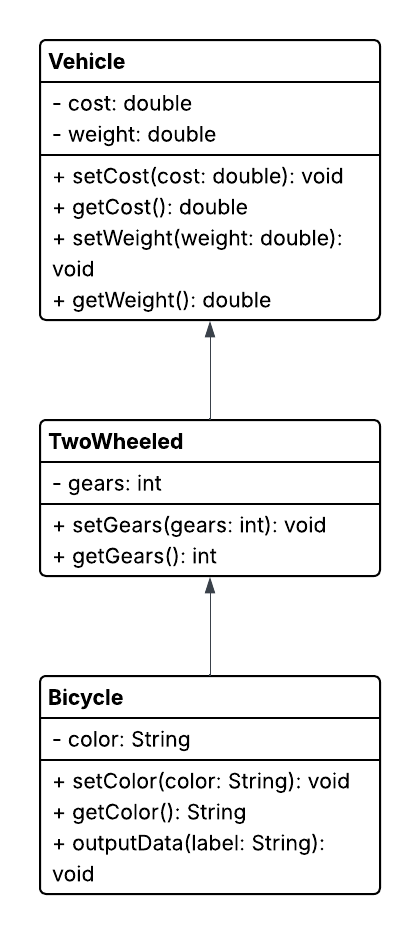 Vehicle
- cost: double
- weight: double
+ setCost(cost: double): void
+ getCost(): double
+ setWeight(weight: double):
void
+ getWeight(): double
TwoWheeled
- gears: int
+ setGears(gears: int): void
+ getGears(): int
Bicycle
- color: String
+ setColor(color: String): void
+ getColor(): String
+ outputData(label: String):
void